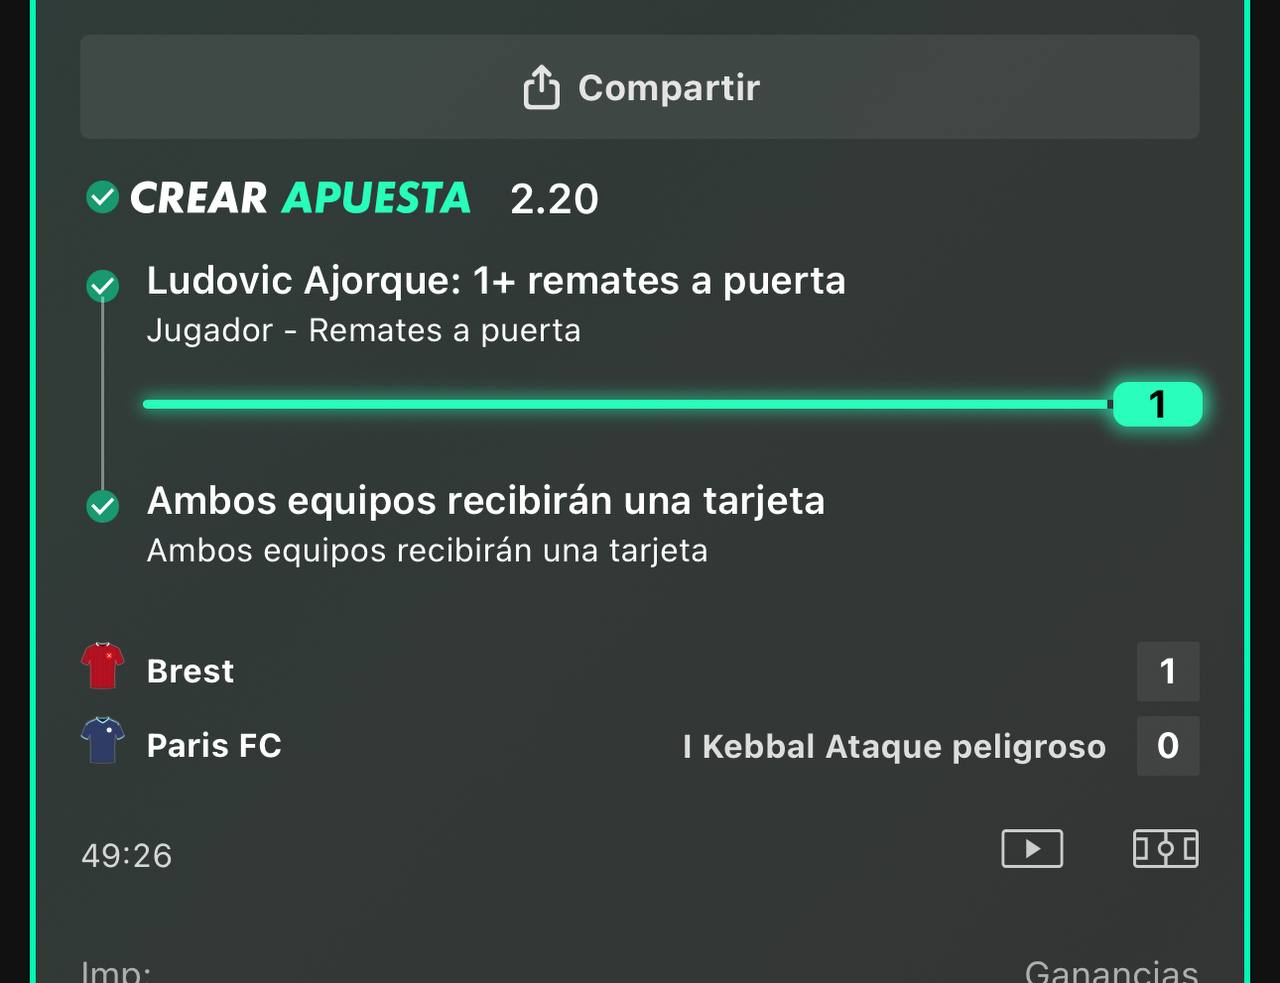 Compartir
CREAR APUESTA 2.20
Ludovic Ajorque: 1+ remates a puerta
Jugador - Remates a puerta
1
Ambos equipos recibirán una tarjeta
Ambos equipos recibirán una tarjeta
Brest 1
Paris FC I Kebbal Ataque peligroso 0
49:26
Imp: Ganancias